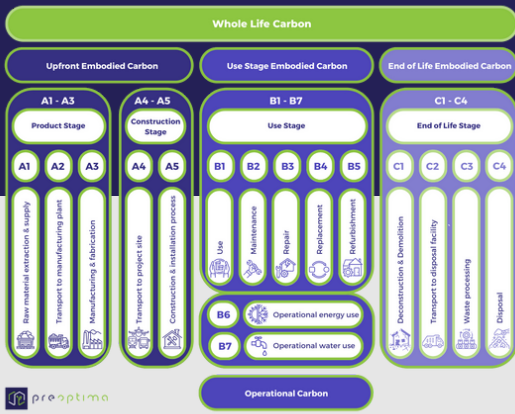 Whole Life Carbon
Upfront Embodied Carbon
Use Stage Embodied Carbon
End of Life Embodied Carbon
A1 - A3
A4 - A5
B1 - B7
C1 - C4
Product Stage
Construction
Stage
Use Stage
End of Life Stage
A1
A2
A3
A4
A5
B1
B2
B3
B4
B5
C1
C2
C3
C4
Raw material extraction & supply
Transport to manufacturing plant
Manufacturing & fabrication
Transport to project site
Construction & installation process
Use
Maintenance
Repair
Replacement
Refurbishment
Deconstruction & Demolition
Transport to disposal facility
Waste processing
Disposal
B6
Operational energy use
B7
Operational water use
Operational Carbon
preoptima